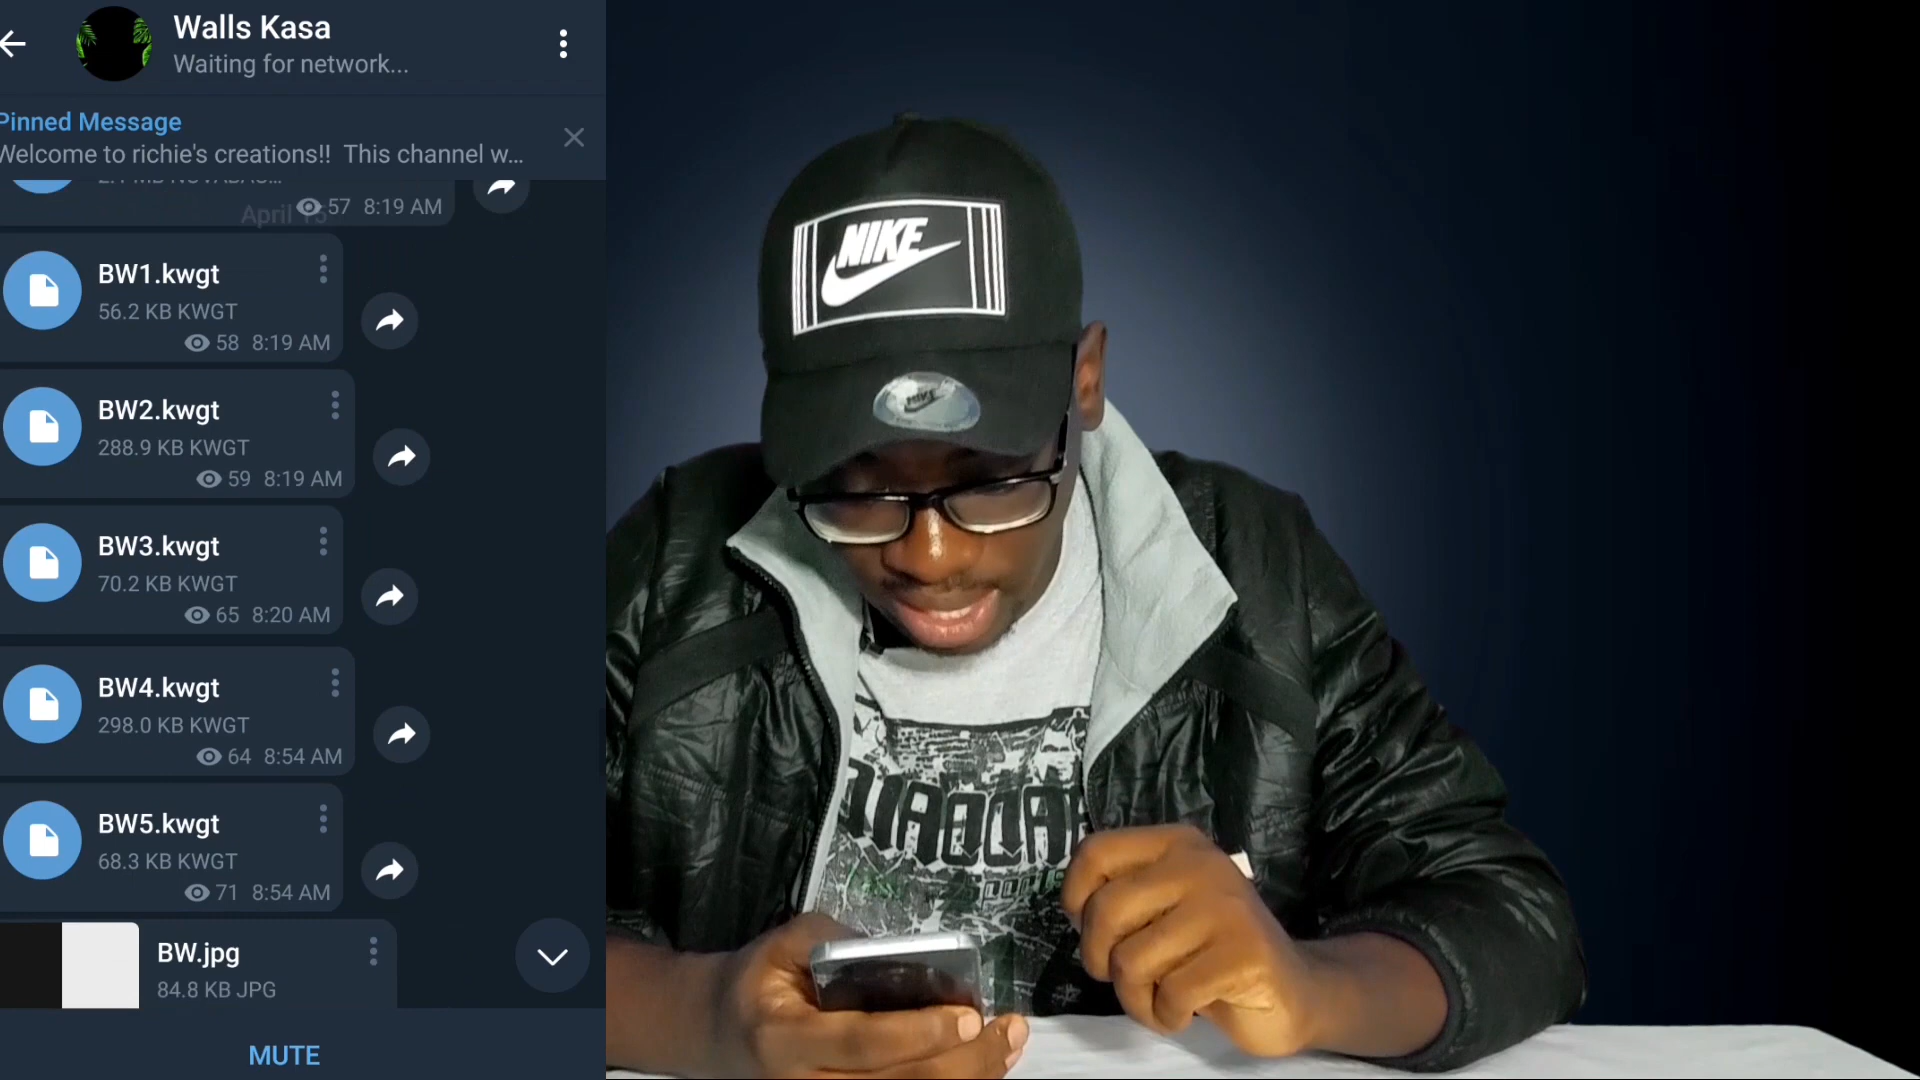 Walls Kasa
Waiting for network...
Pinned Message
Welcome to richie's creations!! This channel w...
57 8:19 AM
April 15
BW1.kwgt
56.2 KB KWGT
58 8:19 AM
BW2.kwgt
288.9 KB KWGT
59 8:19 AM
BW3.kwgt
70.2 KB KWGT
65 8:20 AM
BW4.kwgt
298.0 KB KWGT
64 8:54 AM
BW5.kwgt
68.3 KB KWGT
71 8:54 AM
BW.jpg
84.8 KB JPG
MUTE
NIKE
NIKE